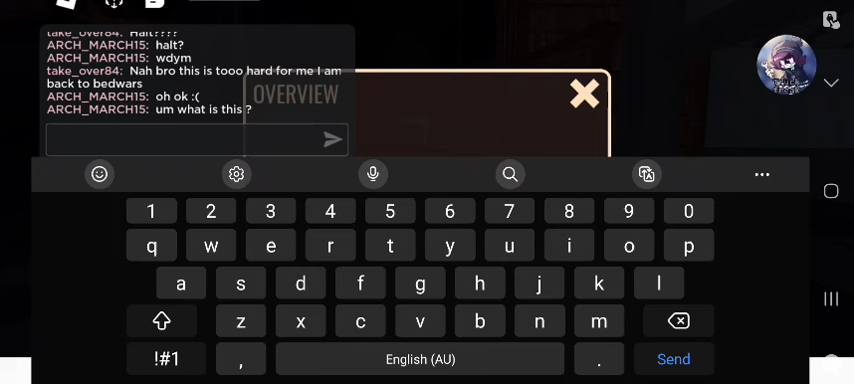 take_over84: Halt????
ARCH_MARCH15: halt?
ARCH_MARCH15: wdym
take_over84: Nah bro this is tooo hard for me I am
back to bedwars
ARCH_MARCH15: oh ok :(
ARCH_MARCH15: um what is this ?
OVERVIEW
1 2 3 4 5 6 7 8 9 0
q w e r t y u i o p
a s d f g h j k l
z x c v b n m
!#1 , English (AU) . Send